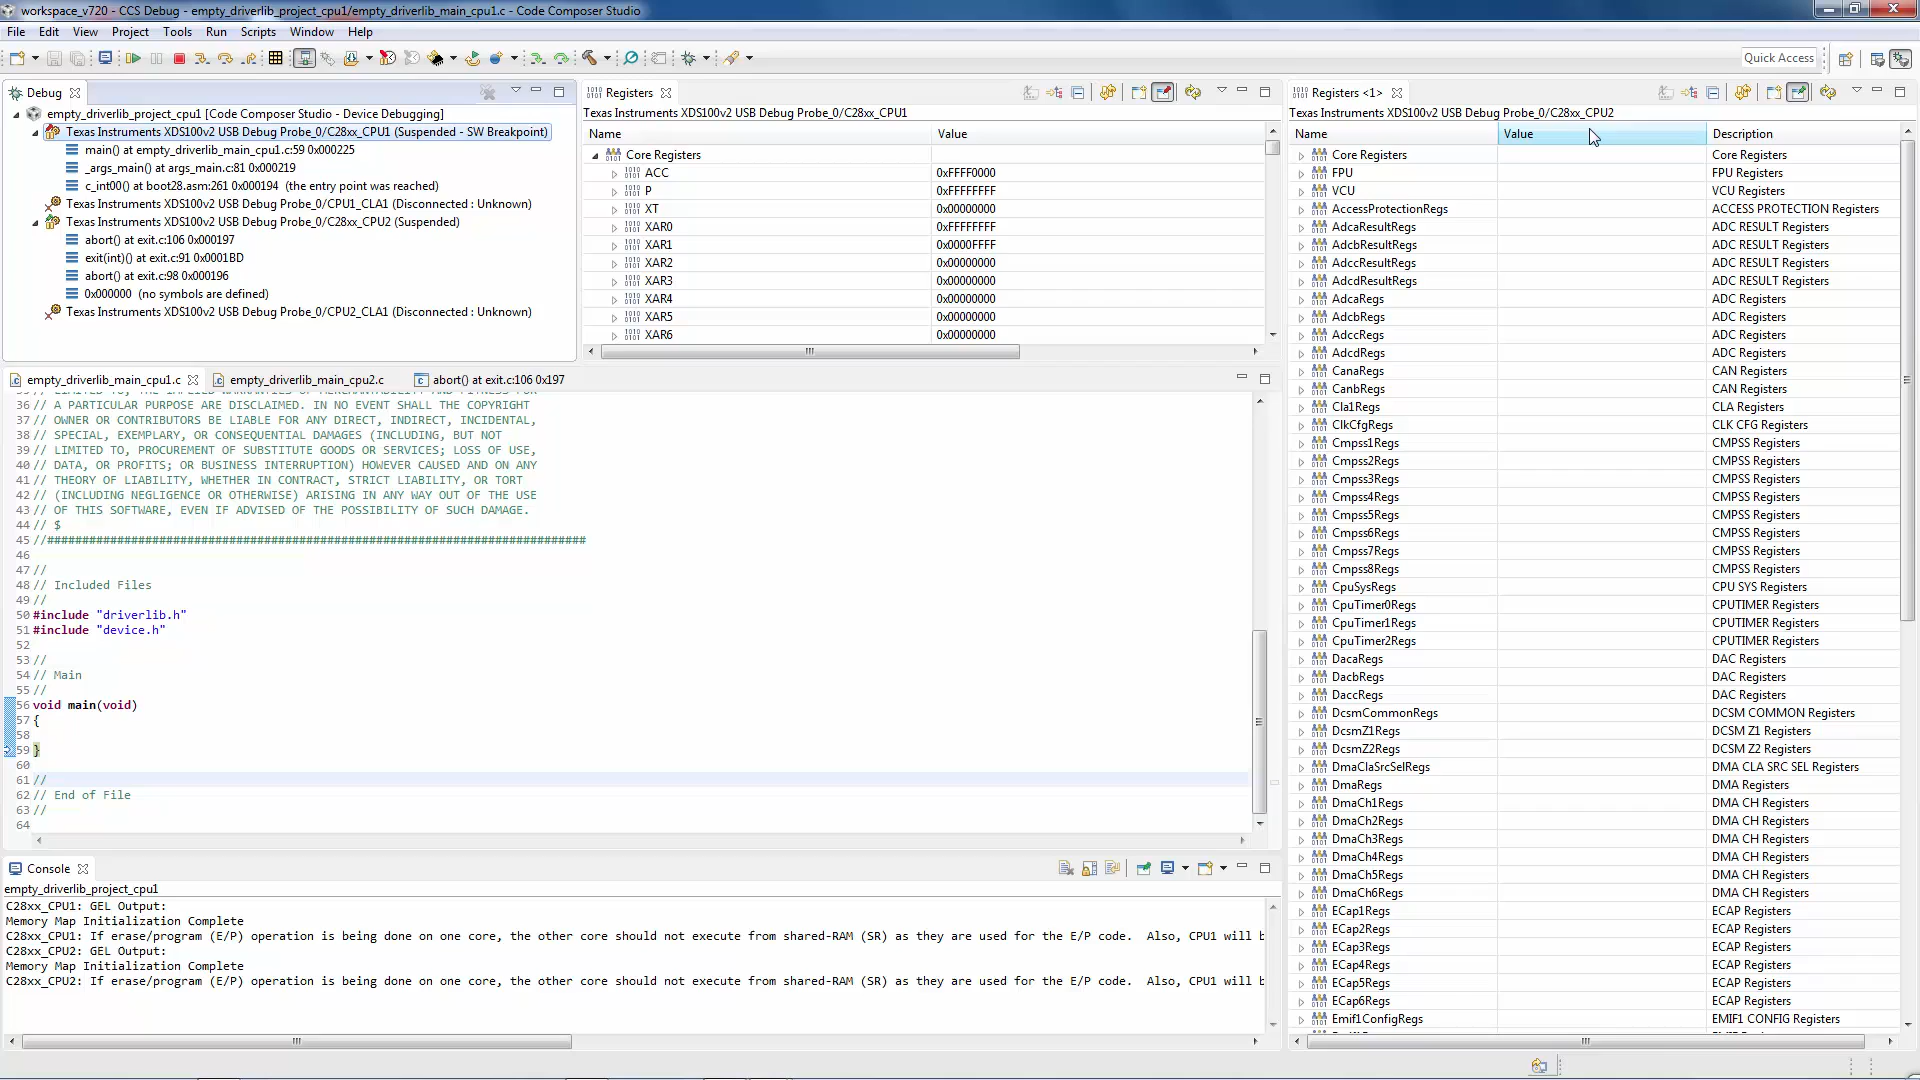 workspace_v720 - CCS Debug - empty_driverlib_project_cpu1/empty_driverlib_main_cpu1.c - Code Composer Studio
File Edit View Project Tools Run Scripts Window Help
Quick Access
Debug
empty_driverlib_project_cpu1 [Code Composer Studio - Device Debugging]
Texas Instruments XDS100v2 USB Debug Probe_0/C28xx_CPU1 (Suspended - SW Breakpoint)
main() at empty_driverlib_main_cpu1.c:59 0x000225
_args_main() at args_main.c:81 0x000219
c_int00() at boot28.asm:261 0x000194 (the entry point was reached)
Texas Instruments XDS100v2 USB Debug Probe_0/CPU1_CLA1 (Disconnected : Unknown)
Texas Instruments XDS100v2 USB Debug Probe_0/C28xx_CPU2 (Suspended)
abort() at exit.c:106 0x000197
exit(int)() at exit.c:91 0x0001BD
abort() at exit.c:98 0x000196
0x000000 (no symbols are defined)
Texas Instruments XDS100v2 USB Debug Probe_0/CPU2_CLA1 (Disconnected : Unknown)
Registers
Texas Instruments XDS100v2 USB Debug Probe_0/C28xx_CPU1
Name Value
Core Registers
ACC 0xFFFF0000
P 0xFFFFFFFF
XT 0x00000000
XAR0 0xFFFFFFFF
XAR1 0x0000FFFF
XAR2 0x00000000
XAR3 0x00000000
XAR4 0x00000000
XAR5 0x00000000
XAR6 0x00000000
Registers <1>
Texas Instruments XDS100v2 USB Debug Probe_0/C28xx_CPU2
Name Value Description
Core Registers Core Registers
FPU FPU Registers
VCU VCU Registers
AccessProtectionRegs ACCESS PROTECTION Registers
AdcaResultRegs ADC RESULT Registers
AdcbResultRegs ADC RESULT Registers
AdccResultRegs ADC RESULT Registers
AdcdResultRegs ADC RESULT Registers
AdcaRegs ADC Registers
AdcbRegs ADC Registers
AdccRegs ADC Registers
AdcdRegs ADC Registers
CanaRegs CAN Registers
CanbRegs CAN Registers
Cla1Regs CLA Registers
ClkCfgRegs CLK CFG Registers
Cmpss1Regs CMPSS Registers
Cmpss2Regs CMPSS Registers
Cmpss3Regs CMPSS Registers
Cmpss4Regs CMPSS Registers
Cmpss5Regs CMPSS Registers
Cmpss6Regs CMPSS Registers
Cmpss7Regs CMPSS Registers
Cmpss8Regs CMPSS Registers
CpuSysRegs CPU SYS Registers
CpuTimer0Regs CPUTIMER Registers
CpuTimer1Regs CPUTIMER Registers
CpuTimer2Regs CPUTIMER Registers
DacaRegs DAC Registers
DacbRegs DAC Registers
DaccRegs DAC Registers
DcsmCommonRegs DCSM COMMON Registers
DcsmZ1Regs DCSM Z1 Registers
DcsmZ2Regs DCSM Z2 Registers
DmaClaSrcSelRegs DMA CLA SRC SEL Registers
DmaRegs DMA Registers
DmaCh1Regs DMA CH Registers
DmaCh2Regs DMA CH Registers
DmaCh3Regs DMA CH Registers
DmaCh4Regs DMA CH Registers
DmaCh5Regs DMA CH Registers
DmaCh6Regs DMA CH Registers
ECap1Regs ECAP Registers
ECap2Regs ECAP Registers
ECap3Regs ECAP Registers
ECap4Regs ECAP Registers
ECap5Regs ECAP Registers
ECap6Regs ECAP Registers
Emif1ConfigRegs EMIF1 CONFIG Registers
empty_driverlib_main_cpu1.c empty_driverlib_main_cpu2.c abort() at exit.c:106 0x197
36 // A PARTICULAR PURPOSE ARE DISCLAIMED. IN NO EVENT SHALL THE COPYRIGHT
37 // OWNER OR CONTRIBUTORS BE LIABLE FOR ANY DIRECT, INDIRECT, INCIDENTAL,
38 // SPECIAL, EXEMPLARY, OR CONSEQUENTIAL DAMAGES (INCLUDING, BUT NOT
39 // LIMITED TO, PROCUREMENT OF SUBSTITUTE GOODS OR SERVICES; LOSS OF USE,
40 // DATA, OR PROFITS; OR BUSINESS INTERRUPTION) HOWEVER CAUSED AND ON ANY
41 // THEORY OF LIABILITY, WHETHER IN CONTRACT, STRICT LIABILITY, OR TORT
42 // (INCLUDING NEGLIGENCE OR OTHERWISE) ARISING IN ANY WAY OUT OF THE USE
43 // OF THIS SOFTWARE, EVEN IF ADVISED OF THE POSSIBILITY OF SUCH DAMAGE.
44 // $
45 //#############################################################################
46
47 //
48 // Included Files
49 //
50 #include "driverlib.h"
51 #include "device.h"
52
53 //
54 // Main
55 //
56 void main(void)
57 {
58
59 }
60
61 //
62 // End of File
63 //
64
Console
empty_driverlib_project_cpu1
C28xx_CPU1: GEL Output:
Memory Map Initialization Complete
C28xx_CPU1: If erase/program (E/P) operation is being done on one core, the other core should not execute from shared-RAM (SR) as they are used for the E/P code. Also, CPU1 will b
C28xx_CPU2: GEL Output:
Memory Map Initialization Complete
C28xx_CPU2: If erase/program (E/P) operation is being done on one core, the other core should not execute from shared-RAM (SR) as they are used for the E/P code. Also, CPU1 will b